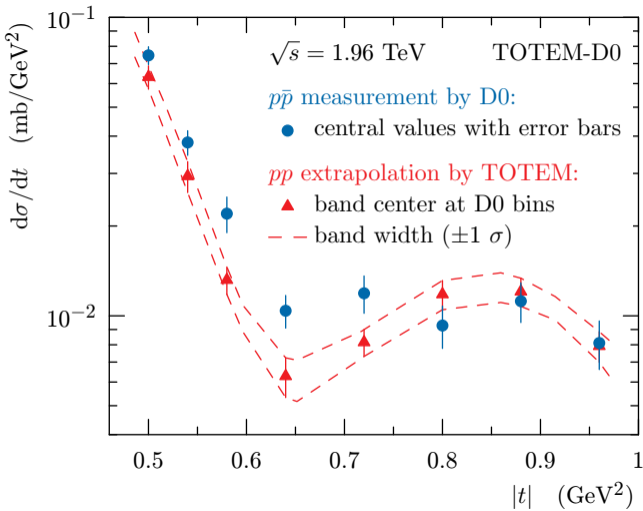 dσ/dt (mb/GeV²)
10⁻¹
10⁻²
√s = 1.96 TeV TOTEM-D0
pp̄ measurement by D0:
central values with error bars
pp extrapolation by TOTEM:
band center at D0 bins
band width (±1 σ)
0.5 0.6 0.7 0.8 0.9 1
|t| (GeV²)